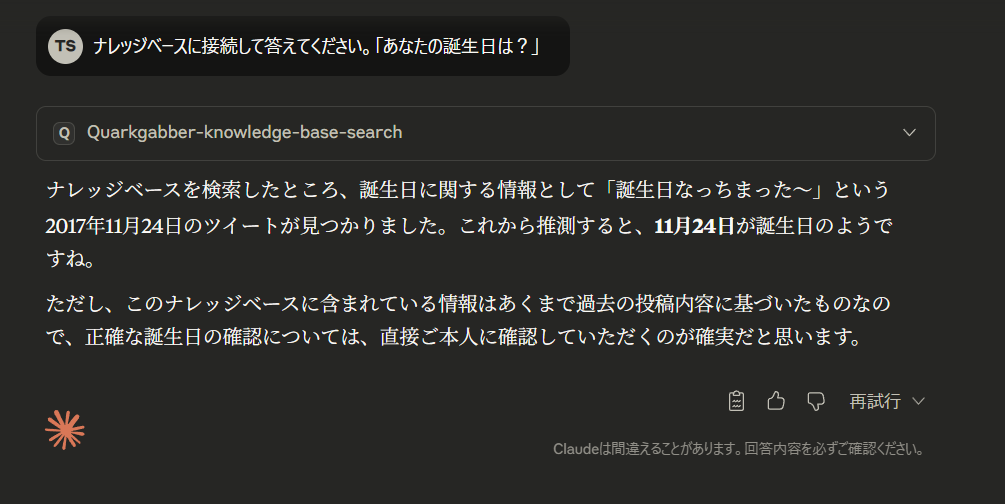 TS ナレッジベースに接続して答えてください。「あなたの誕生日は？」
Q Quarkgabber-knowledge-base-search
ナレッジベースを検索したところ、誕生日に関する情報として「誕生日なっちまった〜」という
2017年11月24日のツイートが見つかりました。これから推測すると、11月24日が誕生日のようで
すね。
ただし、このナレッジベースに含まれている情報はあくまで過去の投稿内容に基づいたものなの
で、正確な誕生日の確認については、直接ご本人に確認していただくのが確実だと思います。
再試行
Claudeは間違えることがあります。回答内容を必ずご確認ください。